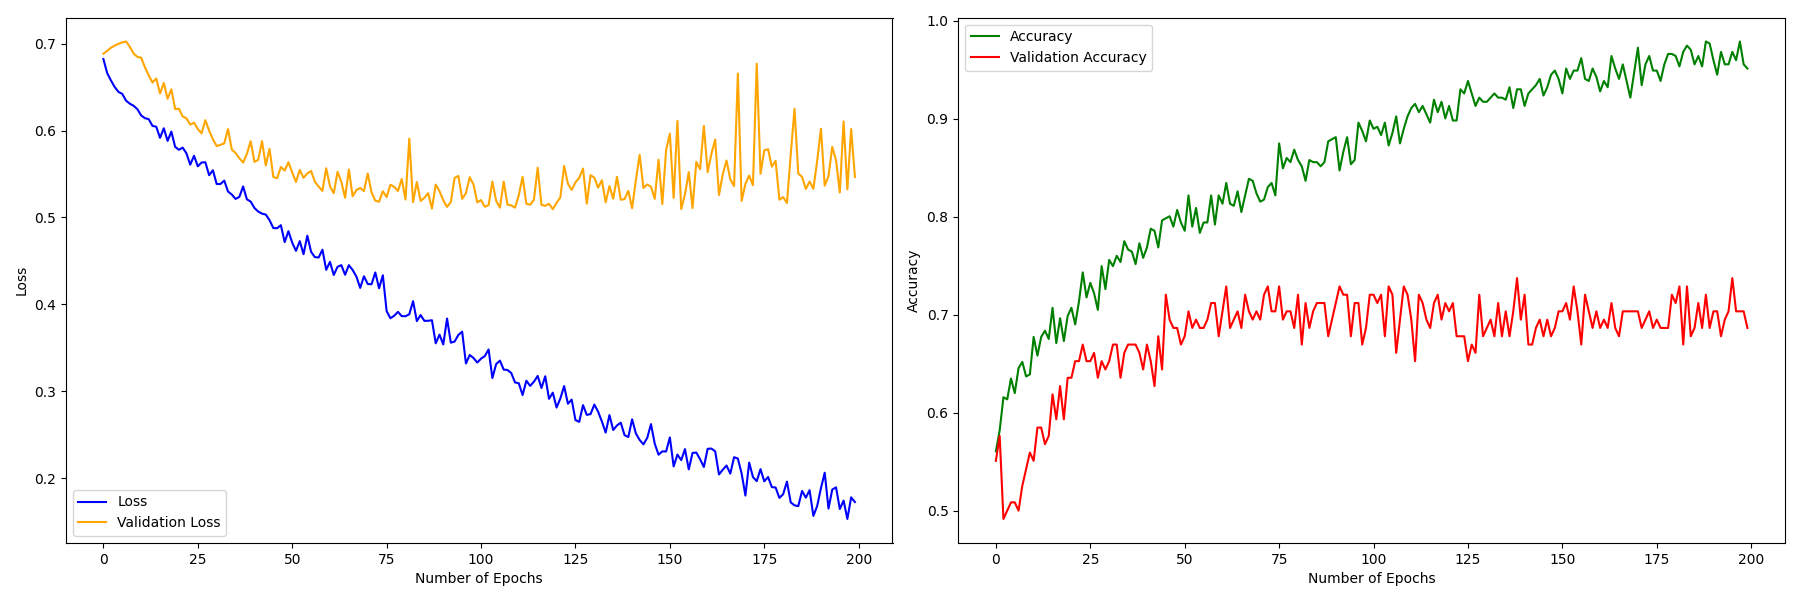 0.7
0.6
0.5
0.4
0.3
0.2
Loss
Loss
Validation Loss
0 25 50 75 100 125 150 175 200
Number of Epochs
1.0
0.9
0.8
0.7
0.6
0.5
Accuracy
Accuracy
Validation Accuracy
0 25 50 75 100 125 150 175 200
Number of Epochs